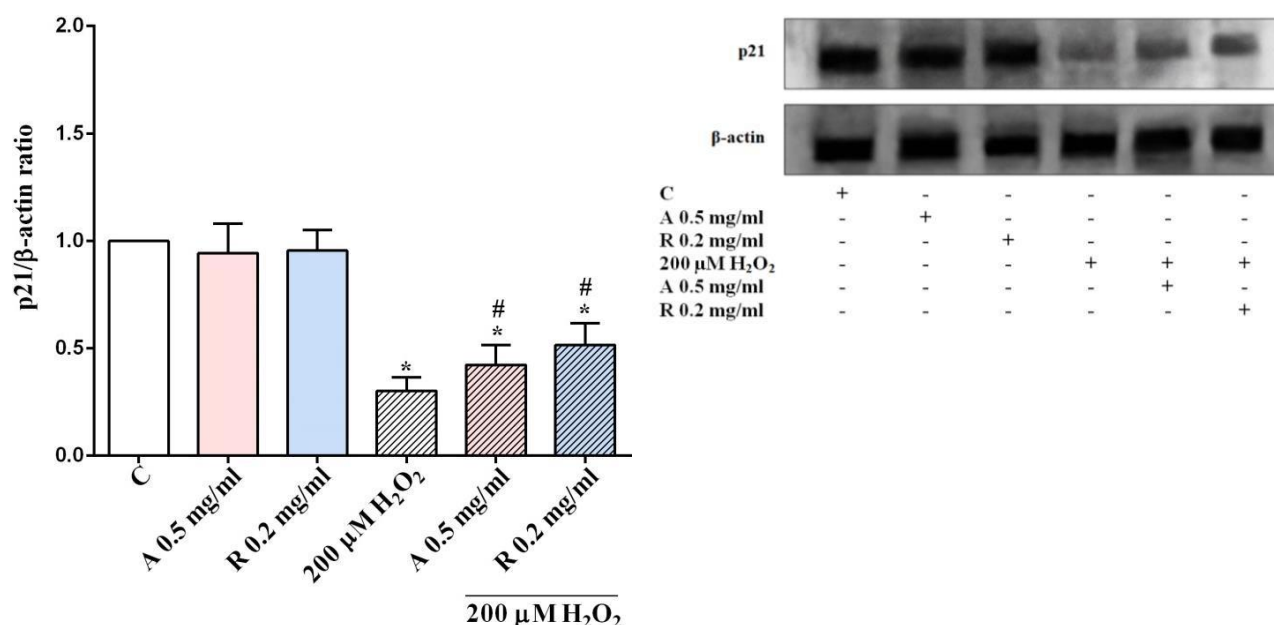 2.0
1.5
1.0
0.5
0.0
p21/β-actin ratio
*
# *
# *
C
A 0.5 mg/ml
R 0.2 mg/ml
200 μM H₂O₂
A 0.5 mg/ml
R 0.2 mg/ml
200 μM H₂O₂
p21
β-actin
C + - - - - -
A 0.5 mg/ml - + - - - -
R 0.2 mg/ml - - + - - -
200 μM H₂O₂ - - - + + +
A 0.5 mg/ml - - - - + -
R 0.2 mg/ml - - - - - +